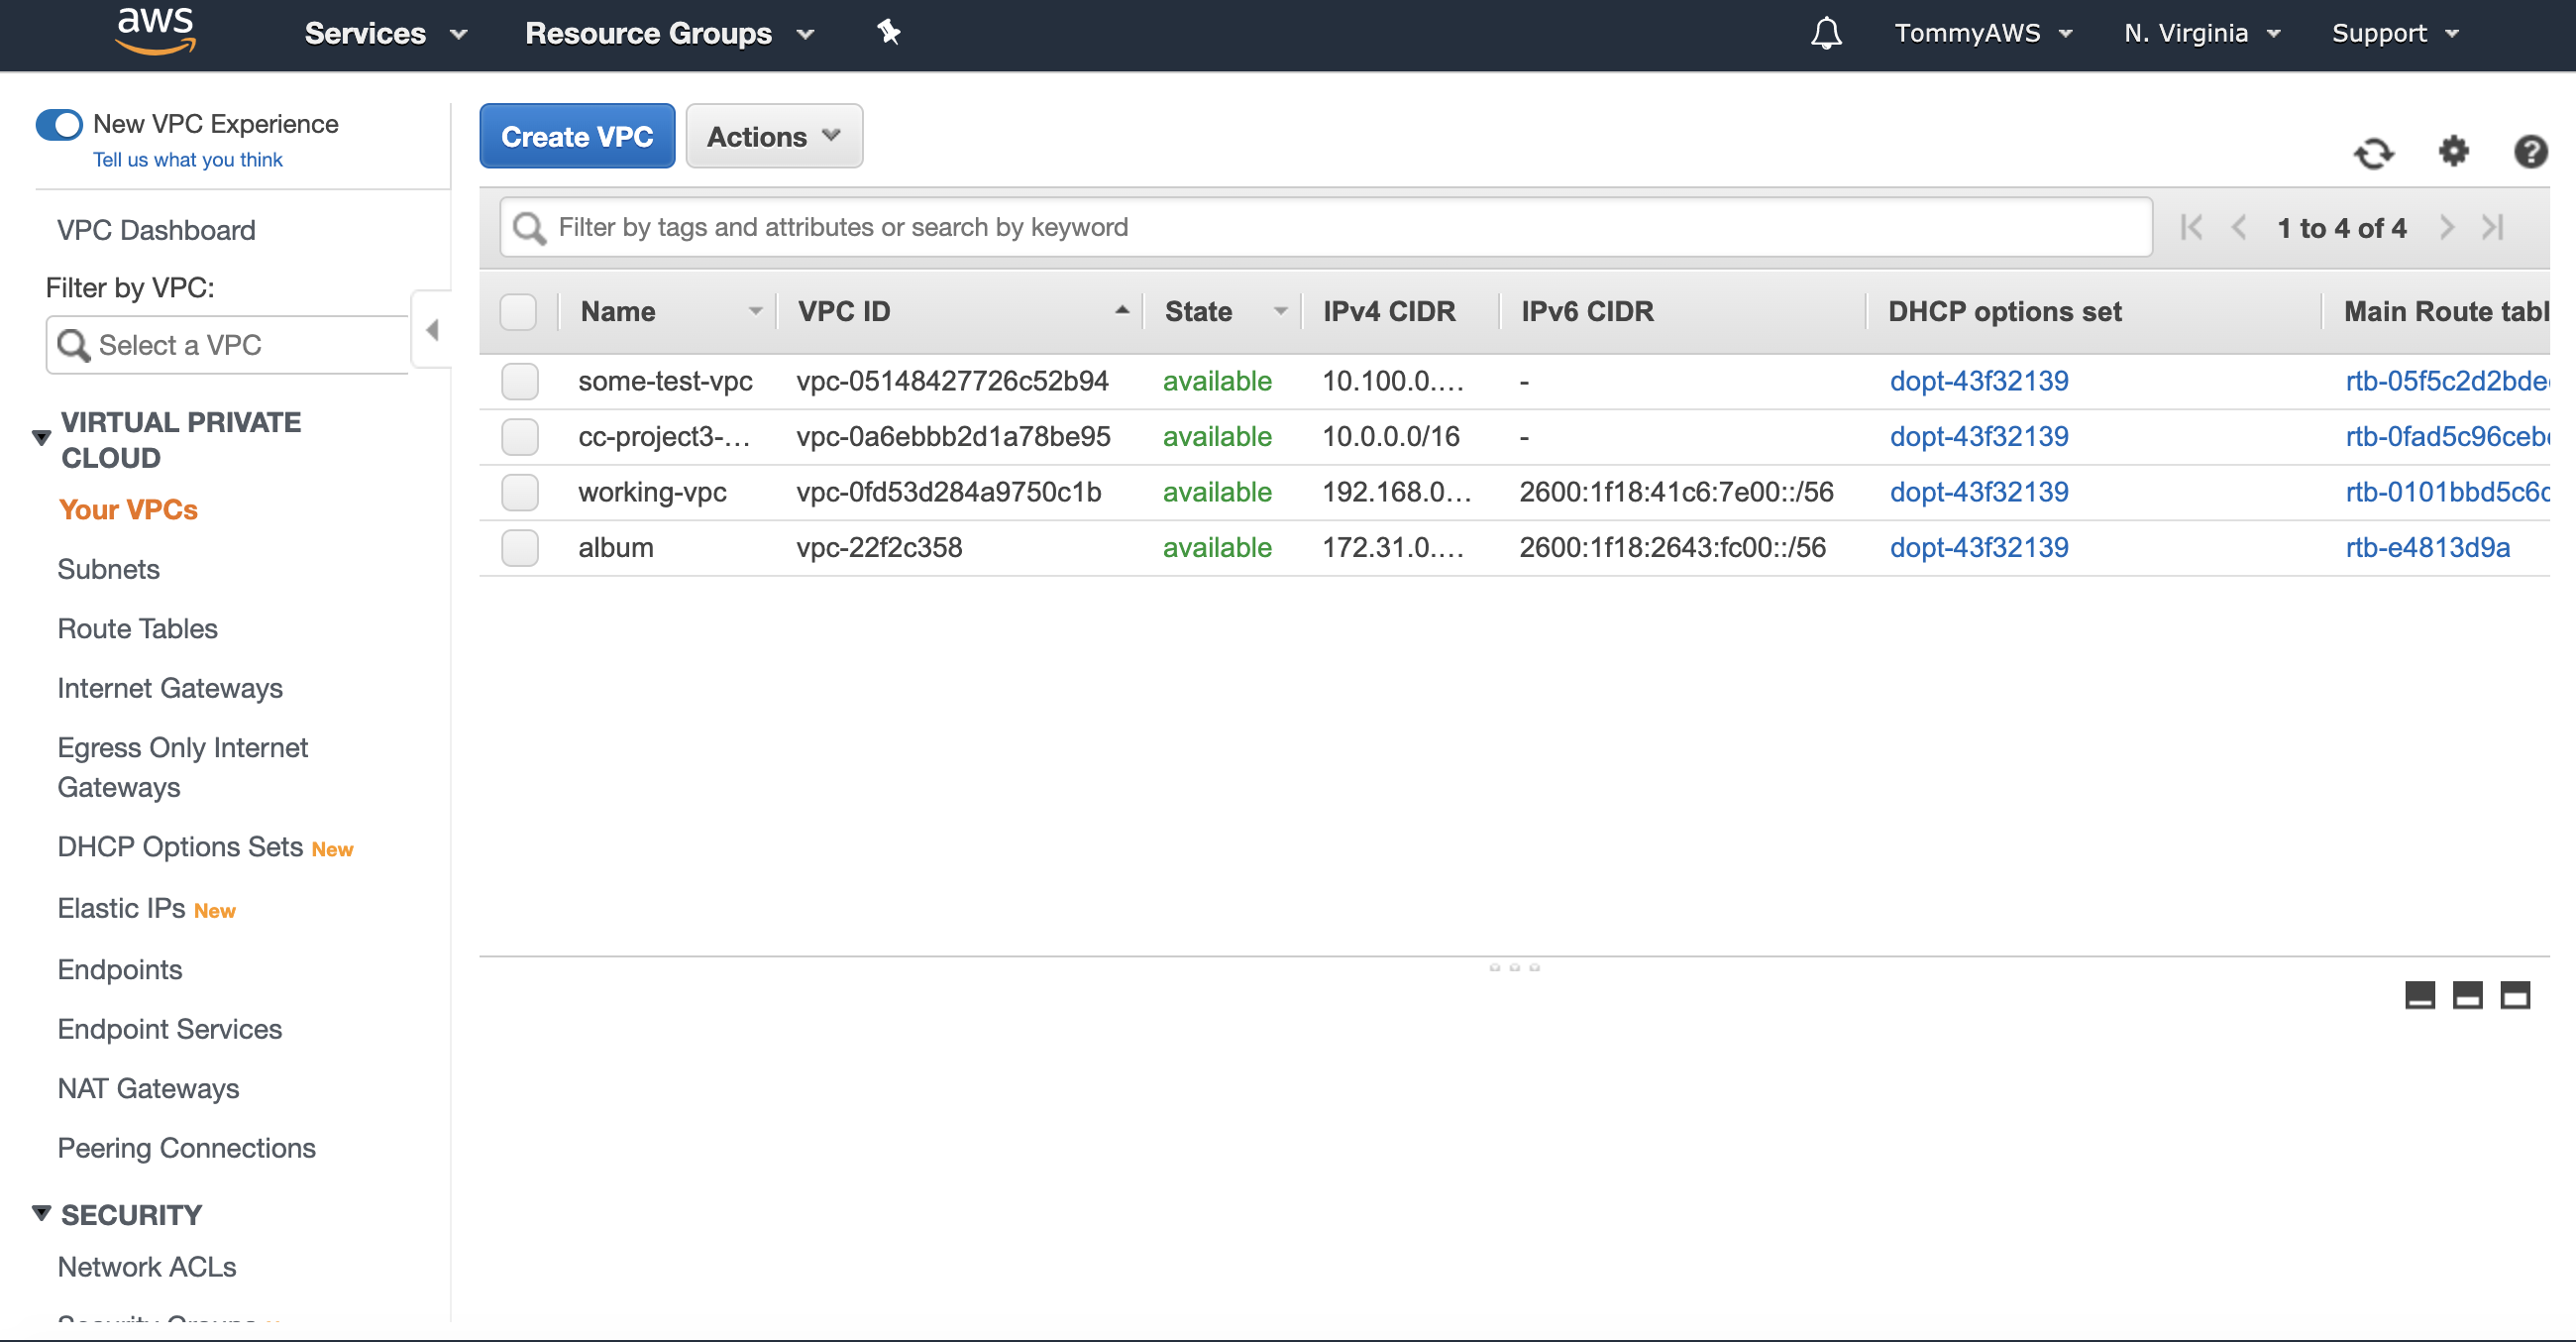 aws Services Resource Groups TommyAWS N. Virginia Support
New VPC Experience
Tell us what you think
VPC Dashboard
Filter by VPC:
Select a VPC
VIRTUAL PRIVATE
CLOUD
Your VPCs
Subnets
Route Tables
Internet Gateways
Egress Only Internet
Gateways
DHCP Options Sets New
Elastic IPs New
Endpoints
Endpoint Services
NAT Gateways
Peering Connections
SECURITY
Network ACLs
Create VPC Actions
Filter by tags and attributes or search by keyword 1 to 4 of 4
Name VPC ID State IPv4 CIDR IPv6 CIDR DHCP options set Main Route tabl
some-test-vpc vpc-05148427726c52b94 available 10.100.0.… - dopt-43f32139 rtb-05f5c2d2bde
cc-project3-… vpc-0a6ebbb2d1a78be95 available 10.0.0.0/16 - dopt-43f32139 rtb-0fad5c96ceb
working-vpc vpc-0fd53d284a9750c1b available 192.168.0… 2600:1f18:41c6:7e00::/56 dopt-43f32139 rtb-0101bbd5c6c
album vpc-22f2c358 available 172.31.0.… 2600:1f18:2643:fc00::/56 dopt-43f32139 rtb-e4813d9a